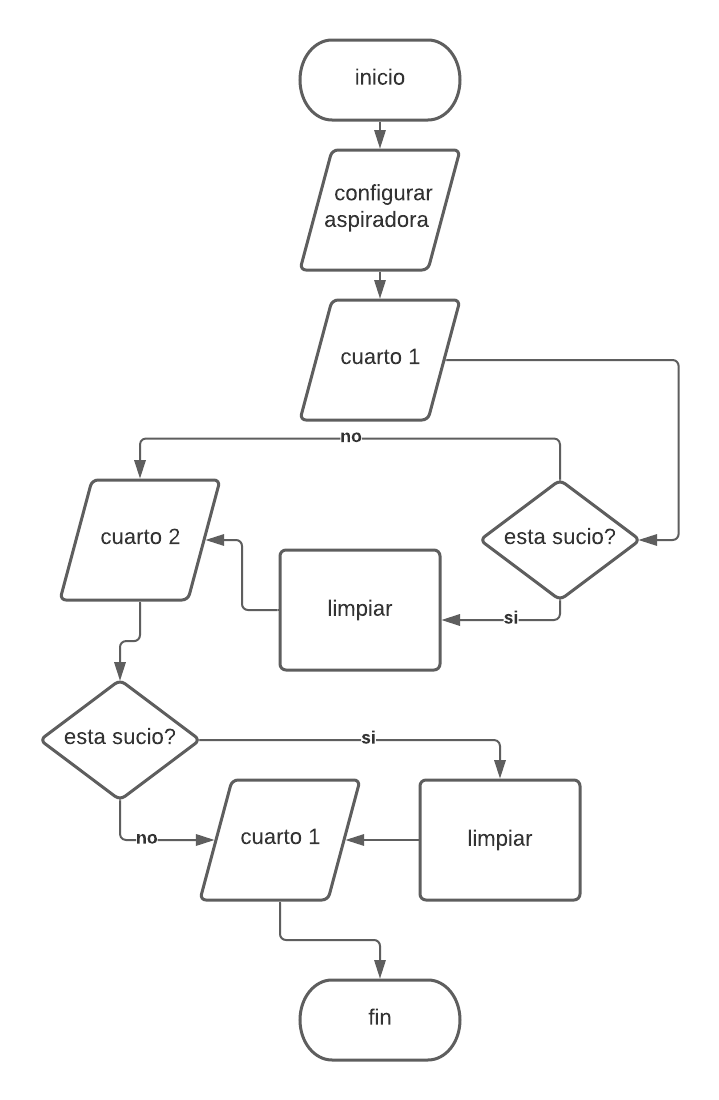 inicio
configurar
aspiradora
cuarto 1
no
cuarto 2
esta sucio?
limpiar
si
esta sucio?
si
cuarto 1
limpiar
no
fin